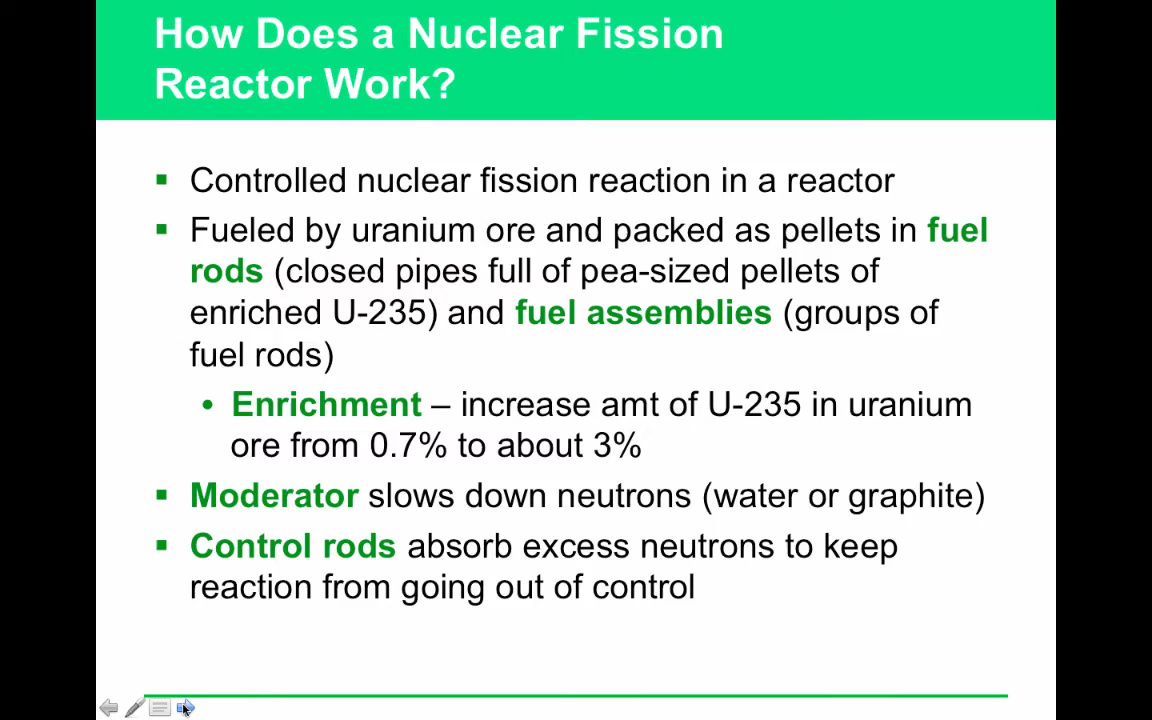 How Does a Nuclear Fission
Reactor Work?
Controlled nuclear fission reaction in a reactor
Fueled by uranium ore and packed as pellets in fuel
rods (closed pipes full of pea-sized pellets of
enriched U-235) and fuel assemblies (groups of
fuel rods)
Enrichment – increase amt of U-235 in uranium
ore from 0.7% to about 3%
Moderator slows down neutrons (water or graphite)
Control rods absorb excess neutrons to keep
reaction from going out of control